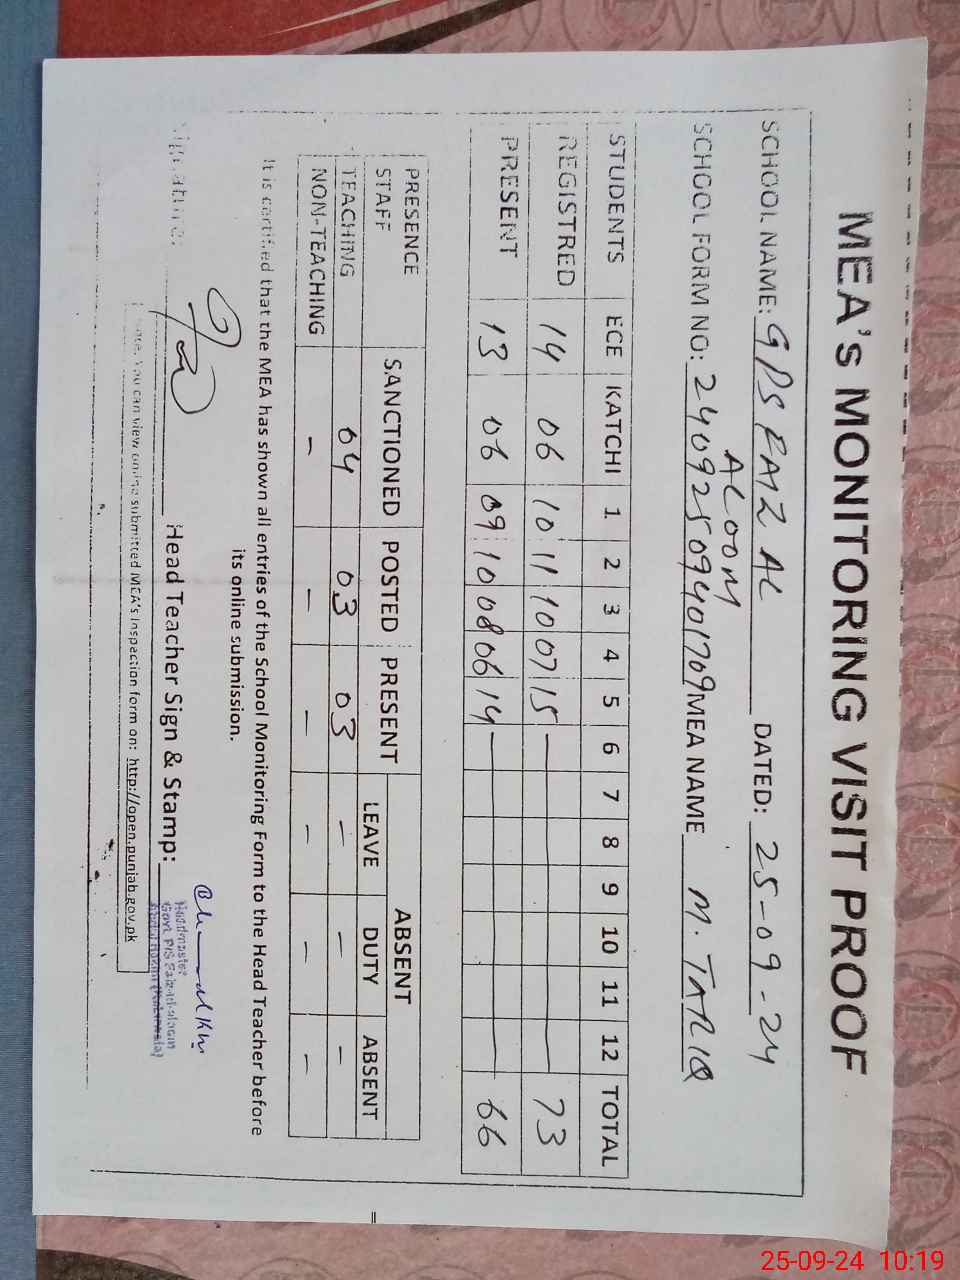 MEA's MONITORING VISIT PROOF
SCHOOL NAME: GPS FAIZ AL DATED: 25-09-24
ALOOM
SCHOOL FORM NO: 24092509401709 MEA NAME M. TARIQ
STUDENTS ECE KATCHI 1 2 3 4 5 6 7 8 9 10 11 12 TOTAL
REGISTRED 14 06 10 11 10 07 15 73
PRESENT 13 06 09 10 08 06 14 66
PRESENCE SANCTIONED POSTED PRESENT ABSENT
STAFF LEAVE DUTY ABSENT
TEACHING 04 03 03 - - -
NON-TEACHING - - - - - -
It is certified that the MEA has shown all entries of the School Monitoring Form to the Head Teacher before
its online submission.
Signature: Head Teacher Sign & Stamp:
Headmaster
Govt. P/S Faiz-ul-aloom
Note. You can view online submitted MEA's Inspection form on: http://open.punjab.gov.pk
25-09-24 10:19